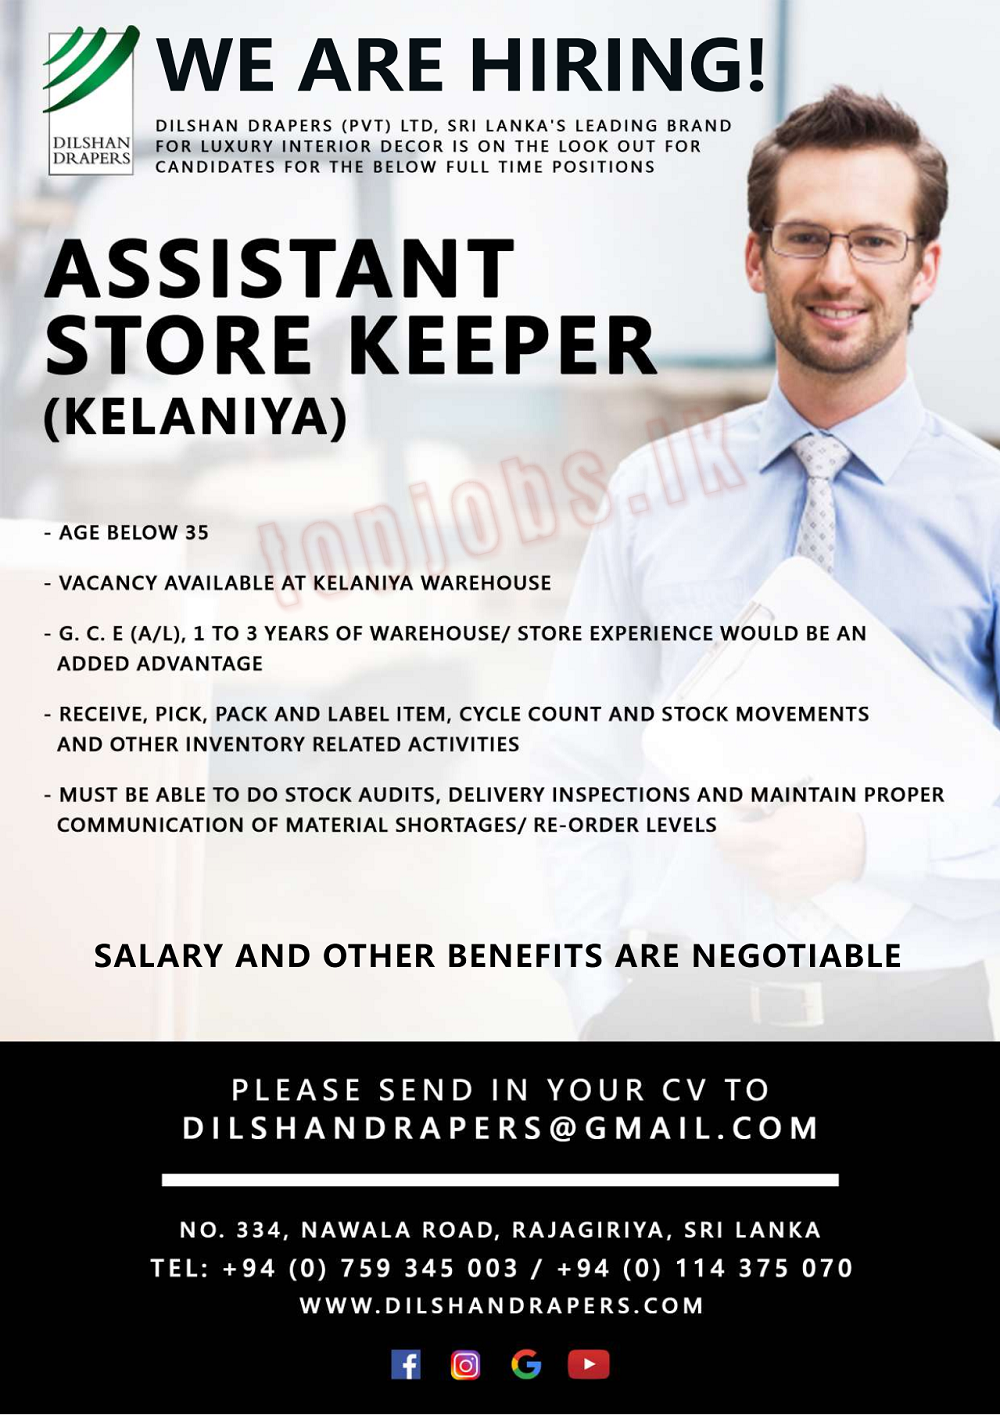 DILSHAN
DRAPERS
WE ARE HIRING!
DILSHAN DRAPERS (PVT) LTD, SRI LANKA'S LEADING BRAND
FOR LUXURY INTERIOR DECOR IS ON THE LOOK OUT FOR
CANDIDATES FOR THE BELOW FULL TIME POSITIONS
ASSISTANT
STORE KEEPER
(KELANIYA)
topjobs.lk
- AGE BELOW 35
- VACANCY AVAILABLE AT KELANIYA WAREHOUSE
- G. C. E (A/L), 1 TO 3 YEARS OF WAREHOUSE/ STORE EXPERIENCE WOULD BE AN
ADDED ADVANTAGE
- RECEIVE, PICK, PACK AND LABEL ITEM, CYCLE COUNT AND STOCK MOVEMENTS
AND OTHER INVENTORY RELATED ACTIVITIES
- MUST BE ABLE TO DO STOCK AUDITS, DELIVERY INSPECTIONS AND MAINTAIN PROPER
COMMUNICATION OF MATERIAL SHORTAGES/ RE-ORDER LEVELS
SALARY AND OTHER BENEFITS ARE NEGOTIABLE
PLEASE SEND IN YOUR CV TO
DILSHANDRAPERS@GMAIL.COM
NO. 334, NAWALA ROAD, RAJAGIRIYA, SRI LANKA
TEL: +94 (0) 759 345 003 / +94 (0) 114 375 070
WWW.DILSHANDRAPERS.COM